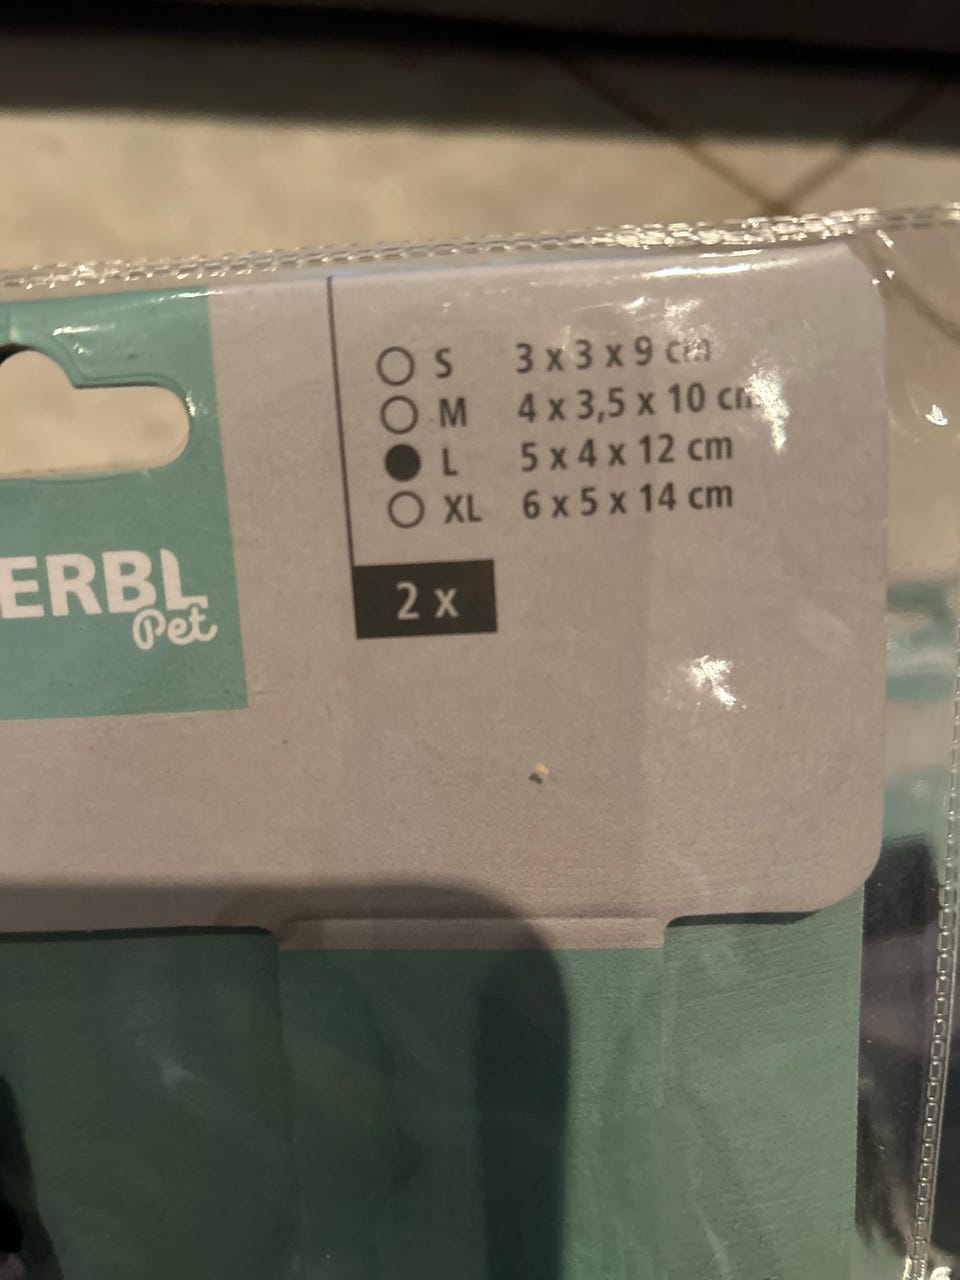 S 3 x 3 x 9 cm
M 4 x 3,5 x 10 cm
L 5 x 4 x 12 cm
XL 6 x 5 x 14 cm
2 x
ERBL
Pet